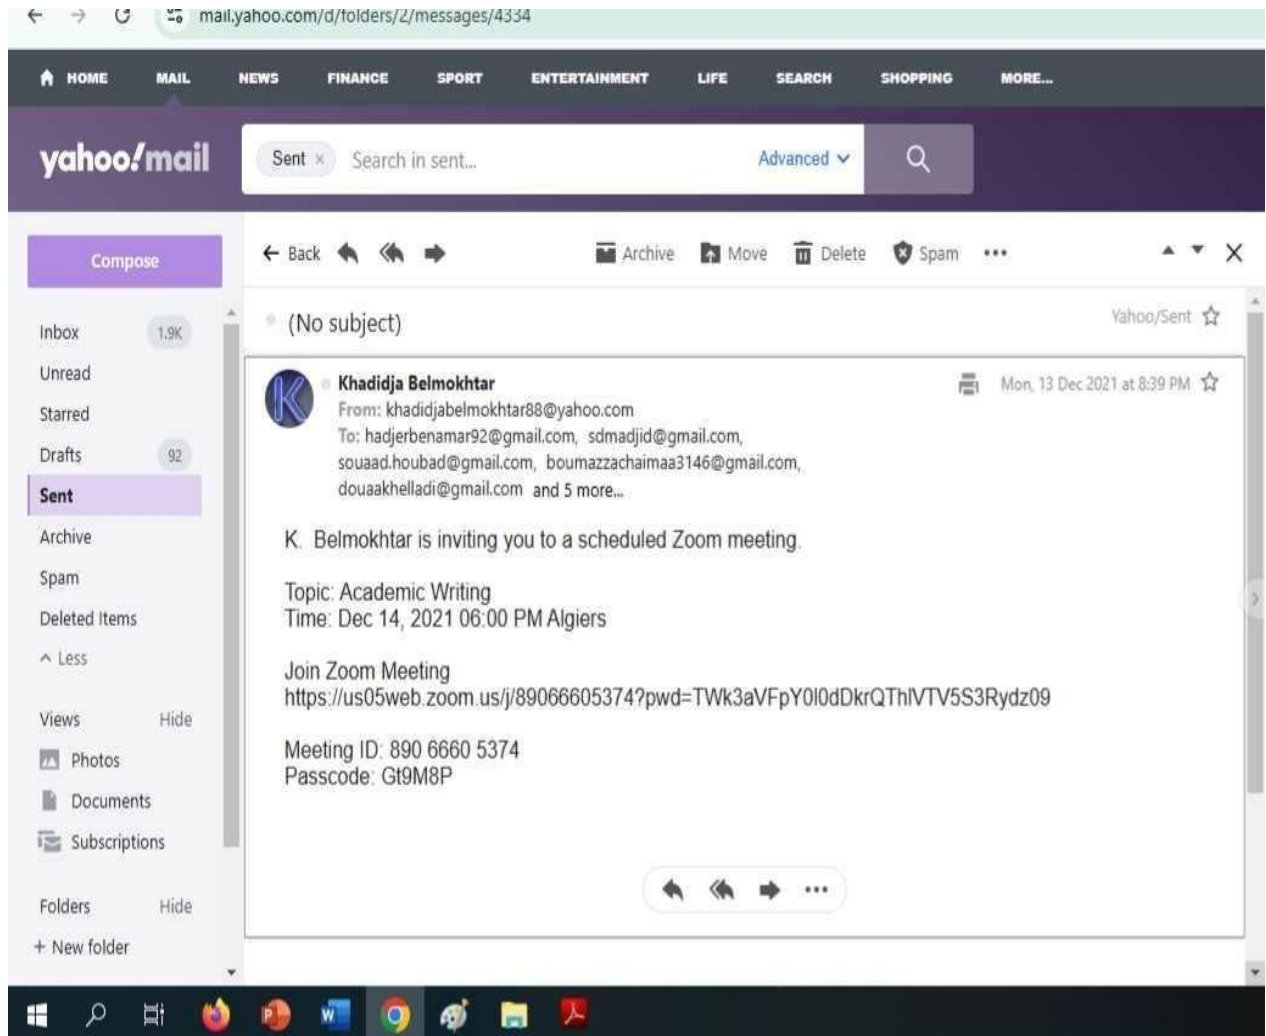 mail.yahoo.com/d/folders/2/messages/4334
HOME MAIL NEWS FINANCE SPORT ENTERTAINMENT LIFE SEARCH SHOPPING MORE...
yahoo!mail
Sent × Search in sent... Advanced
Compose
← Back Archive Move Delete Spam ...
Inbox 1.9K
Unread
Starred
Drafts 92
Sent
Archive
Spam
Deleted Items
Less
Views Hide
Photos
Documents
Subscriptions
Folders Hide
+ New folder
(No subject) Yahoo/Sent
K
Khadidja Belmokhtar Mon, 13 Dec 2021 at 8:39 PM
From: khadidjabelmokhtar88@yahoo.com
To: hadjerbenamar92@gmail.com, sdmadjid@gmail.com,
souaad.houbad@gmail.com, boumazzachaimaa3146@gmail.com,
douaakhelladi@gmail.com and 5 more...
K. Belmokhtar is inviting you to a scheduled Zoom meeting.
Topic: Academic Writing
Time: Dec 14, 2021 06:00 PM Algiers
Join Zoom Meeting
https://us05web.zoom.us/j/89066605374?pwd=TWk3aVFpY0l0dDkrQThlVTV5S3Rydz09
Meeting ID: 890 6660 5374
Passcode: Gt9M8P